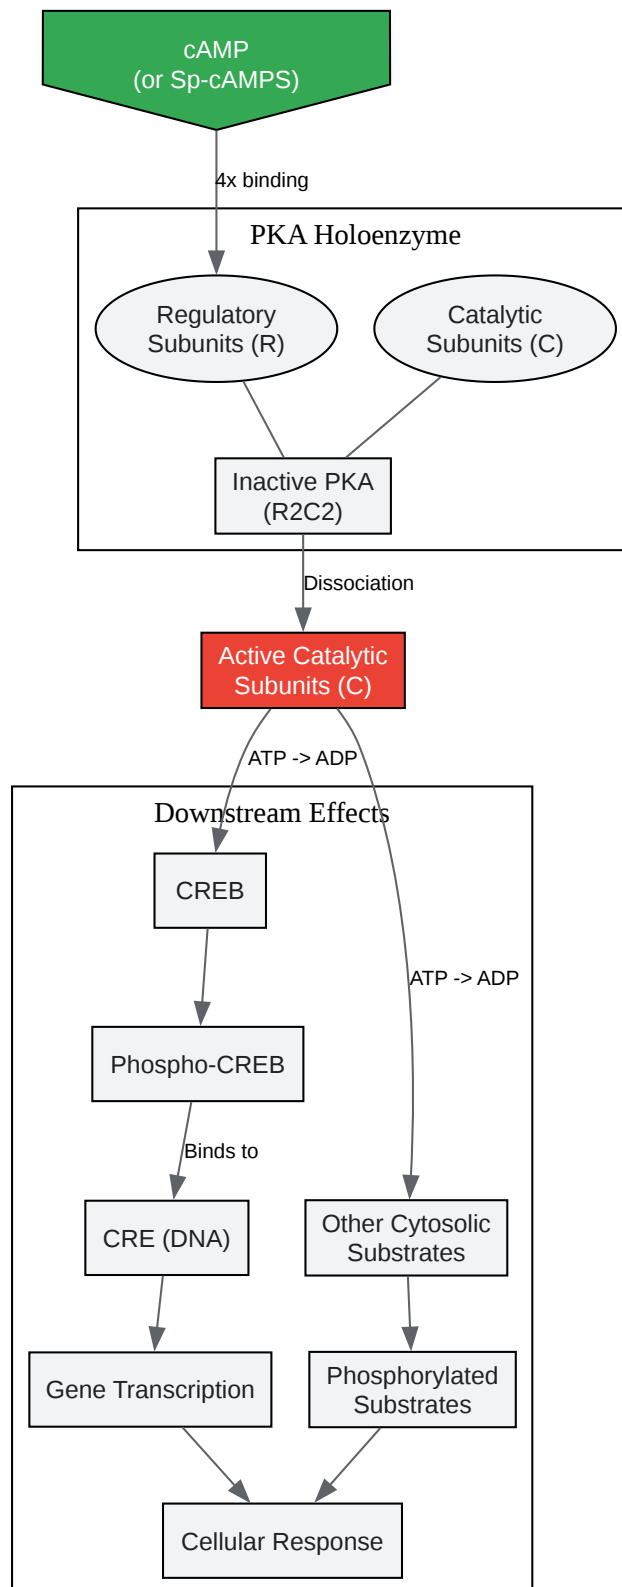 cAMP
(or Sp-cAMPS)
4x binding
PKA Holoenzyme
Regulatory
Subunits (R)
Catalytic
Subunits (C)
Inactive PKA
(R2C2)
Dissociation
Active Catalytic
Subunits (C)
ATP -> ADP
Downstream Effects
CREB
ATP -> ADP
Phospho-CREB
Binds to
CRE (DNA)
Other Cytosolic
Substrates
Gene Transcription
Phosphorylated
Substrates
Cellular Response